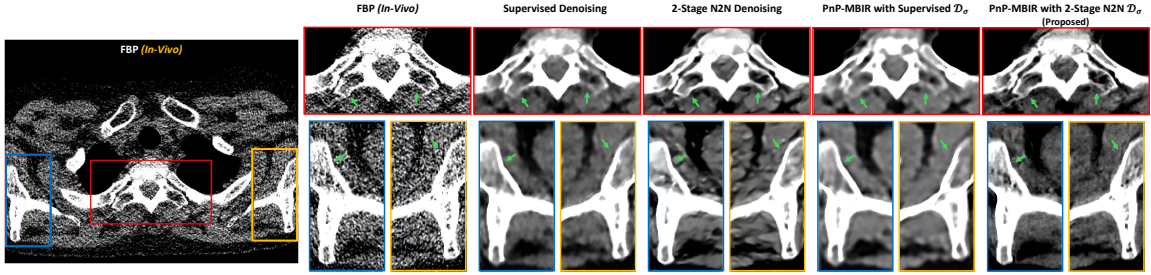 FBP (In-Vivo)
FBP (In-Vivo)
Supervised Denoising
2-Stage N2N Denoising
PnP-MBIR with Supervised 𝒟σ
PnP-MBIR with 2-Stage N2N 𝒟σ
(Proposed)